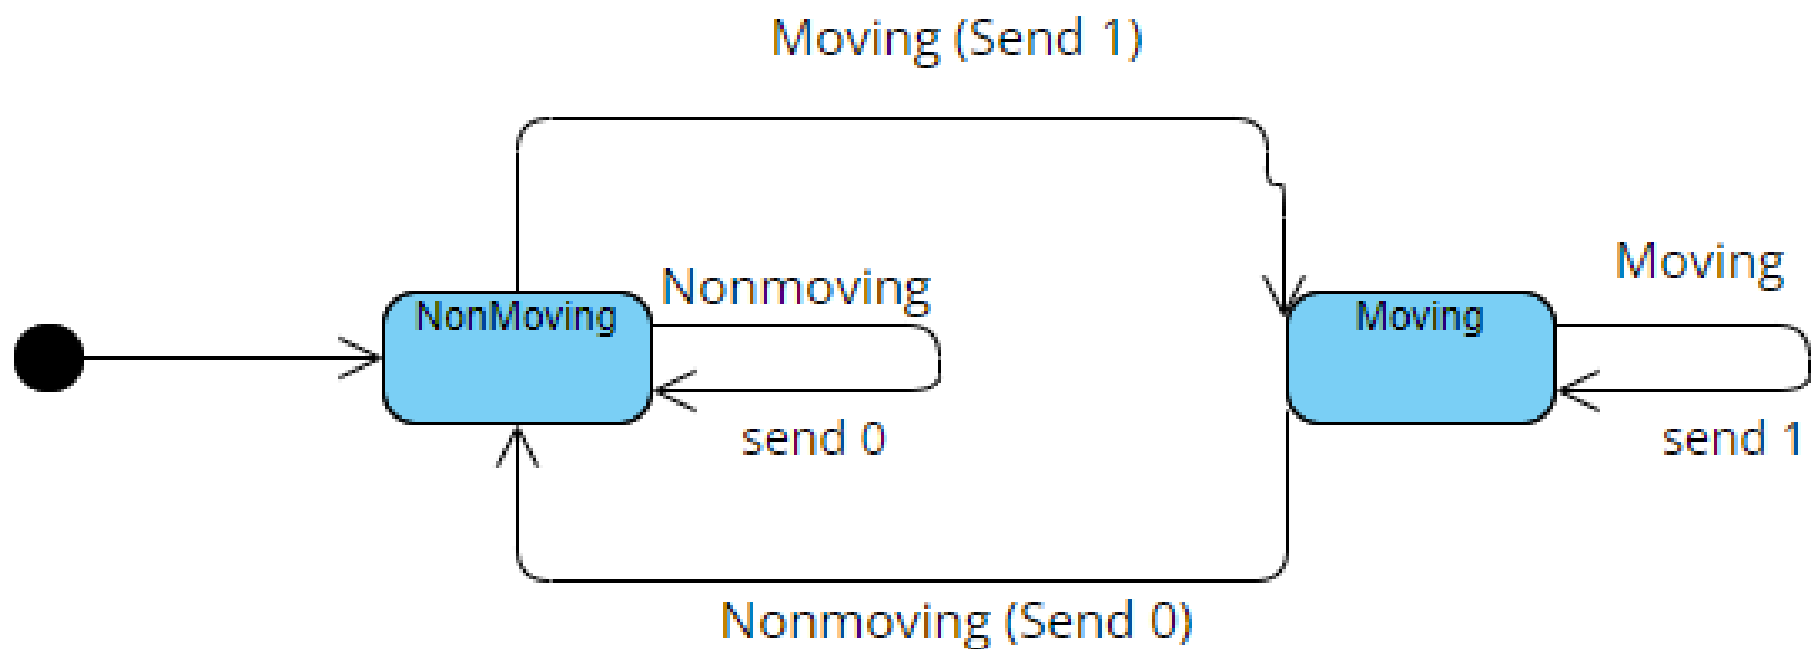 Moving (Send 1)
Moving
Nonmoving
NonMoving
Moving
send 0
send 1
Nonmoving (Send 0)